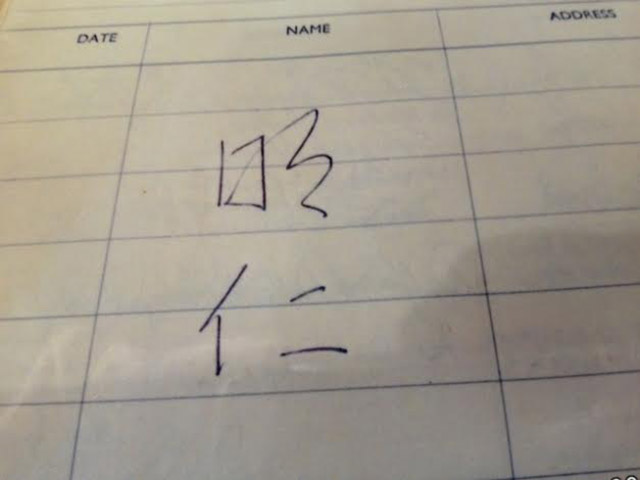 DATE NAME ADDRESS
明
仁